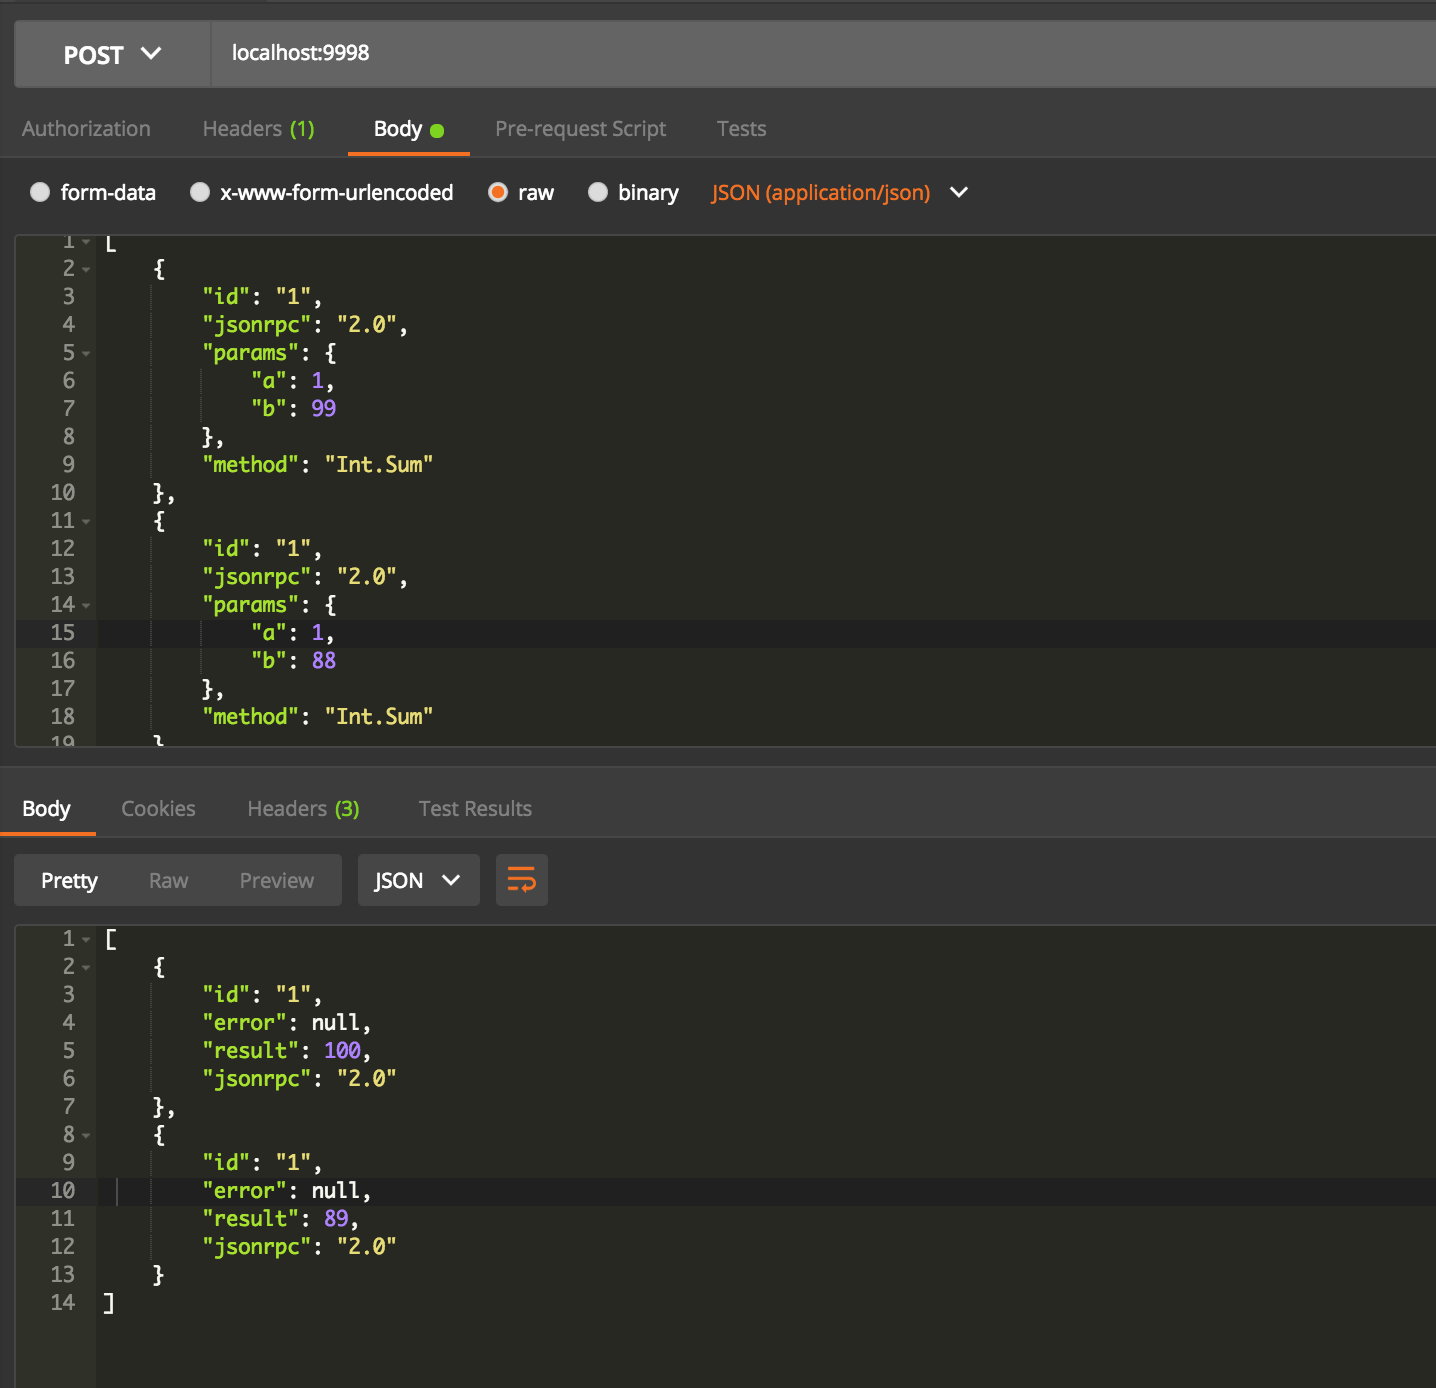 POST localhost:9998
Authorization Headers (1) Body Pre-request Script Tests
form-data x-www-form-urlencoded raw binary JSON (application/json)
1 [
2 {
3 "id": "1",
4 "jsonrpc": "2.0",
5 "params": {
6 "a": 1,
7 "b": 99
8 },
9 "method": "Int.Sum"
10 },
11 {
12 "id": "1",
13 "jsonrpc": "2.0",
14 "params": {
15 "a": 1,
16 "b": 88
17 },
18 "method": "Int.Sum"
19 }
Body Cookies Headers (3) Test Results
Pretty Raw Preview JSON
1 [
2 {
3 "id": "1",
4 "error": null,
5 "result": 100,
6 "jsonrpc": "2.0"
7 },
8 {
9 "id": "1",
10 "error": null,
11 "result": 89,
12 "jsonrpc": "2.0"
13 }
14 ]